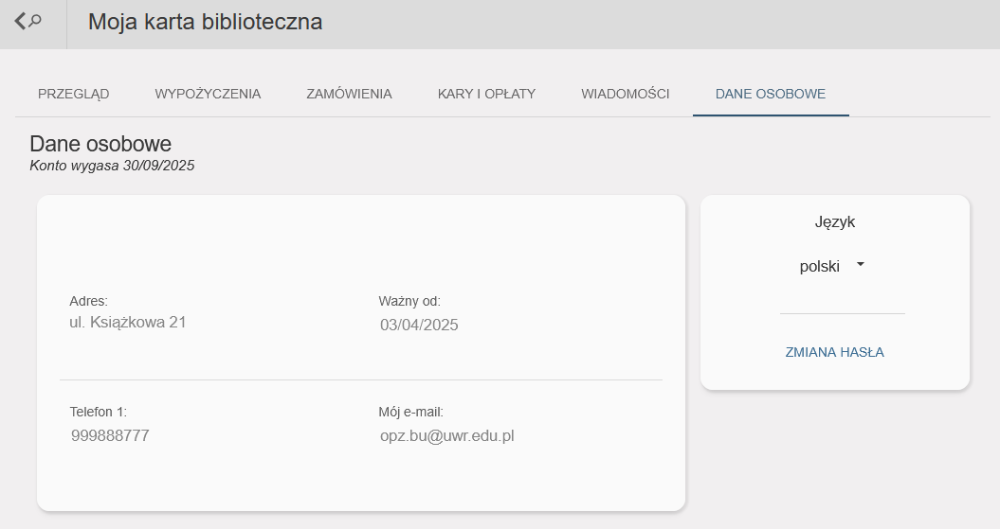 Moja karta biblioteczna
PRZEGLĄD WYPOŻYCZENIA ZAMÓWIENIA KARY I OPŁATY WIADOMOŚCI DANE OSOBOWE
Dane osobowe
Konto wygasa 30/09/2025
Adres:
ul. Książkowa 21
Ważny od:
03/04/2025
Telefon 1:
999888777
Mój e-mail:
opz.bu@uwr.edu.pl
Język
polski
ZMIANA HASŁA